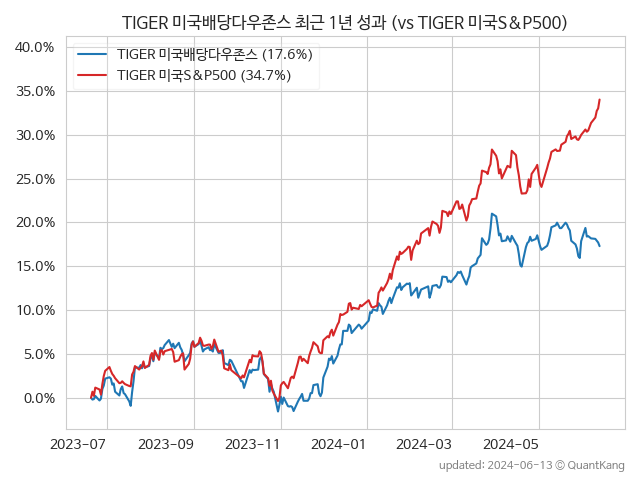 TIGER 미국배당다우존스 최근 1년 성과 (vs TIGER 미국S&P500)
TIGER 미국배당다우존스 (17.6%)
TIGER 미국S&P500 (34.7%)
40.0%
35.0%
30.0%
25.0%
20.0%
15.0%
10.0%
5.0%
0.0%
2023-07 2023-09 2023-11 2024-01 2024-03 2024-05
updated: 2024-06-13 © QuantKang